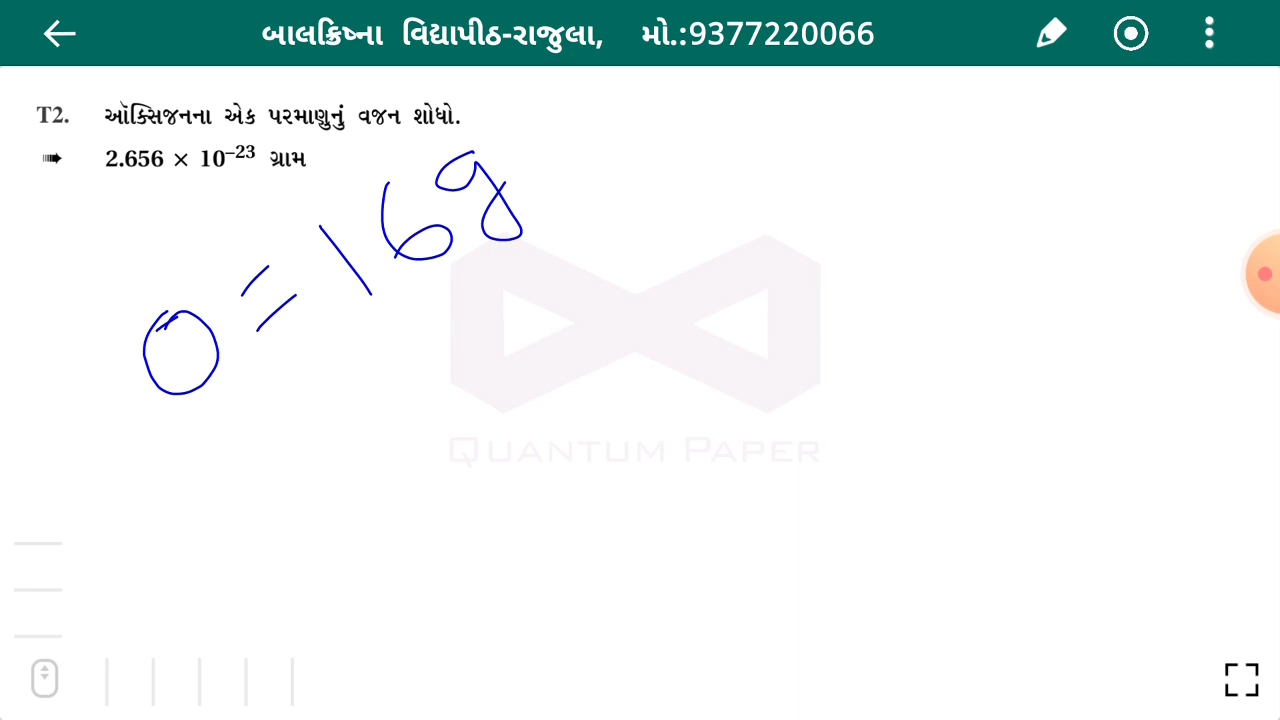 બાલક્રિષ્ના વિદ્યાપીઠ-રાજુલા, મો.:9377220066
T2. ઑક્સિજનના એક પરમાણુનું વજન શોધો.
➠ 2.656 × 10⁻²³ ગ્રામ
O = 16g
QUANTUM PAPER